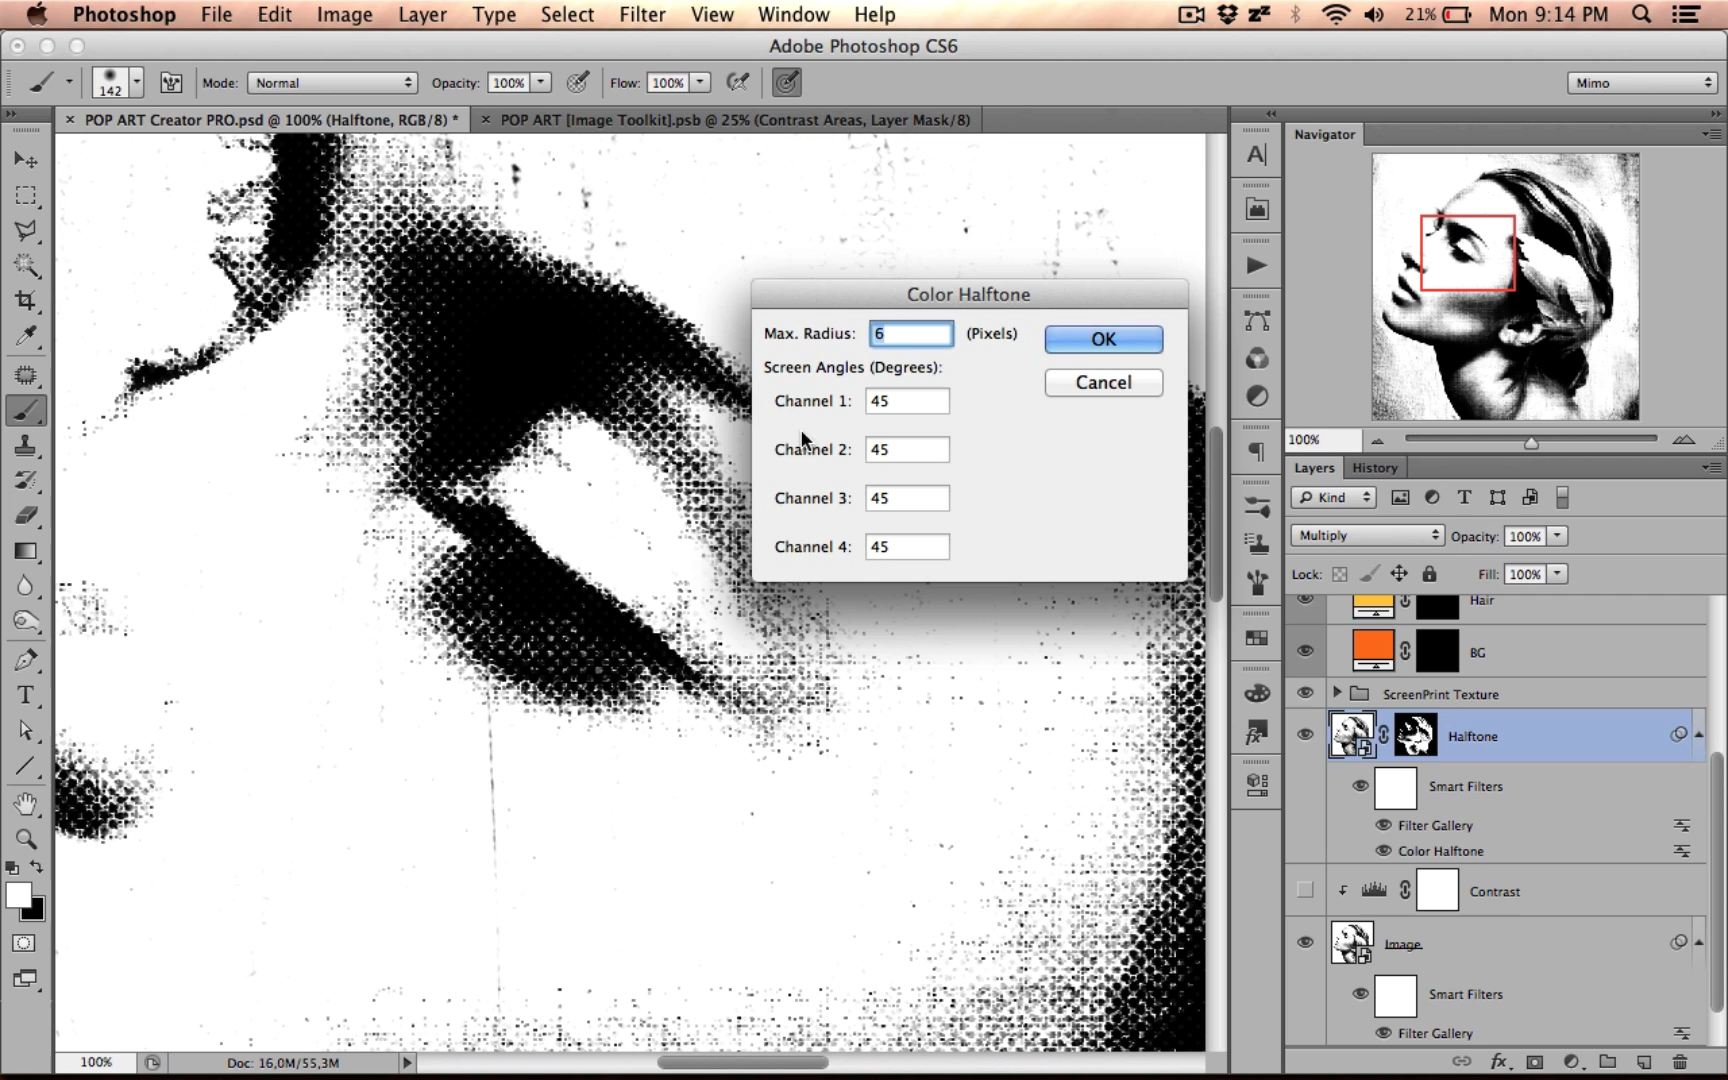 Photoshop File Edit Image Layer Type Select Filter View Window Help 21% Mon 9:14 PM
Adobe Photoshop CS6
142 Mode: Normal Opacity: 100% Flow: 100% Mimo
POP ART Creator PRO.psd @ 100% (Halftone, RGB/8) *
POP ART [Image Toolkit].psb @ 25% (Contrast Areas, Layer Mask/8)
Navigator
Color Halftone
Max. Radius: 6 (Pixels) OK
Screen Angles (Degrees):
Cancel
Channel 1: 45
Channel 2: 45
Channel 3: 45
Channel 4: 45
100%
Layers History
Kind
Multiply Opacity: 100%
Lock: Fill: 100%
Hair
BG
ScreenPrint Texture
Halftone
Smart Filters
Filter Gallery
Color Halftone
Contrast
Image
Smart Filters
Filter Gallery
100% Doc: 16,0M/55,3M